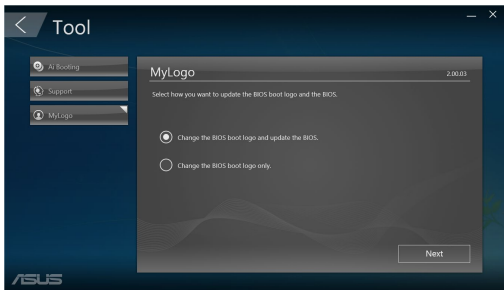 Tool
Ai Booting
Support
MyLogo
MyLogo
2.00.03
Select how you want to update the BIOS boot logo and the BIOS.
Change the BIOS boot logo and update the BIOS.
Change the BIOS boot logo only.
Next
ASUS